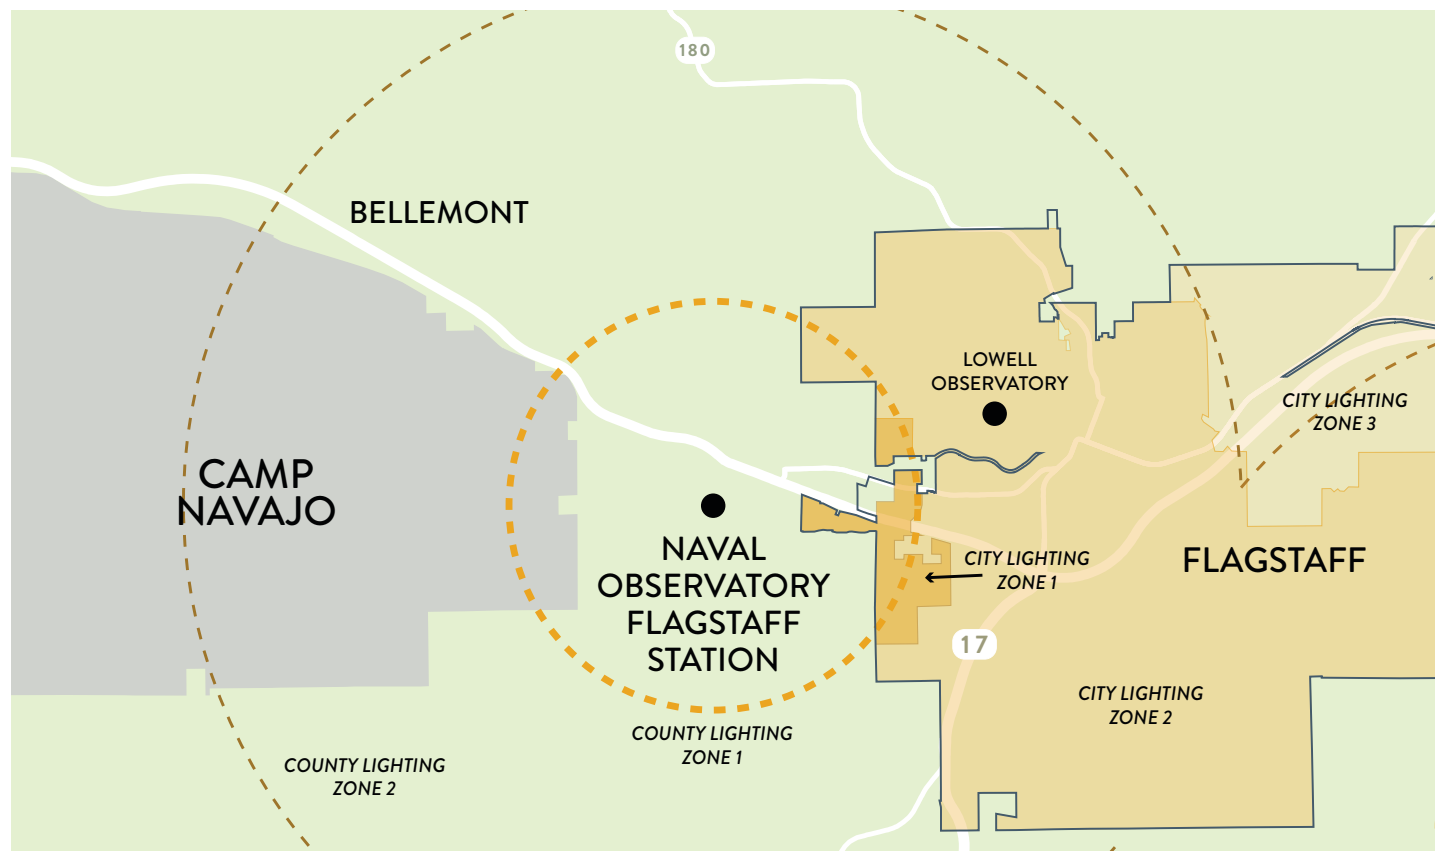 180
BELLEMONT
LOWELL
OBSERVATORY
CITY LIGHTING
ZONE 3
CAMP
NAVAJO
NAVAL
OBSERVATORY
FLAGSTAFF
STATION
CITY LIGHTING
ZONE 1
FLAGSTAFF
17
CITY LIGHTING
ZONE 2
COUNTY LIGHTING
ZONE 1
COUNTY LIGHTING
ZONE 2